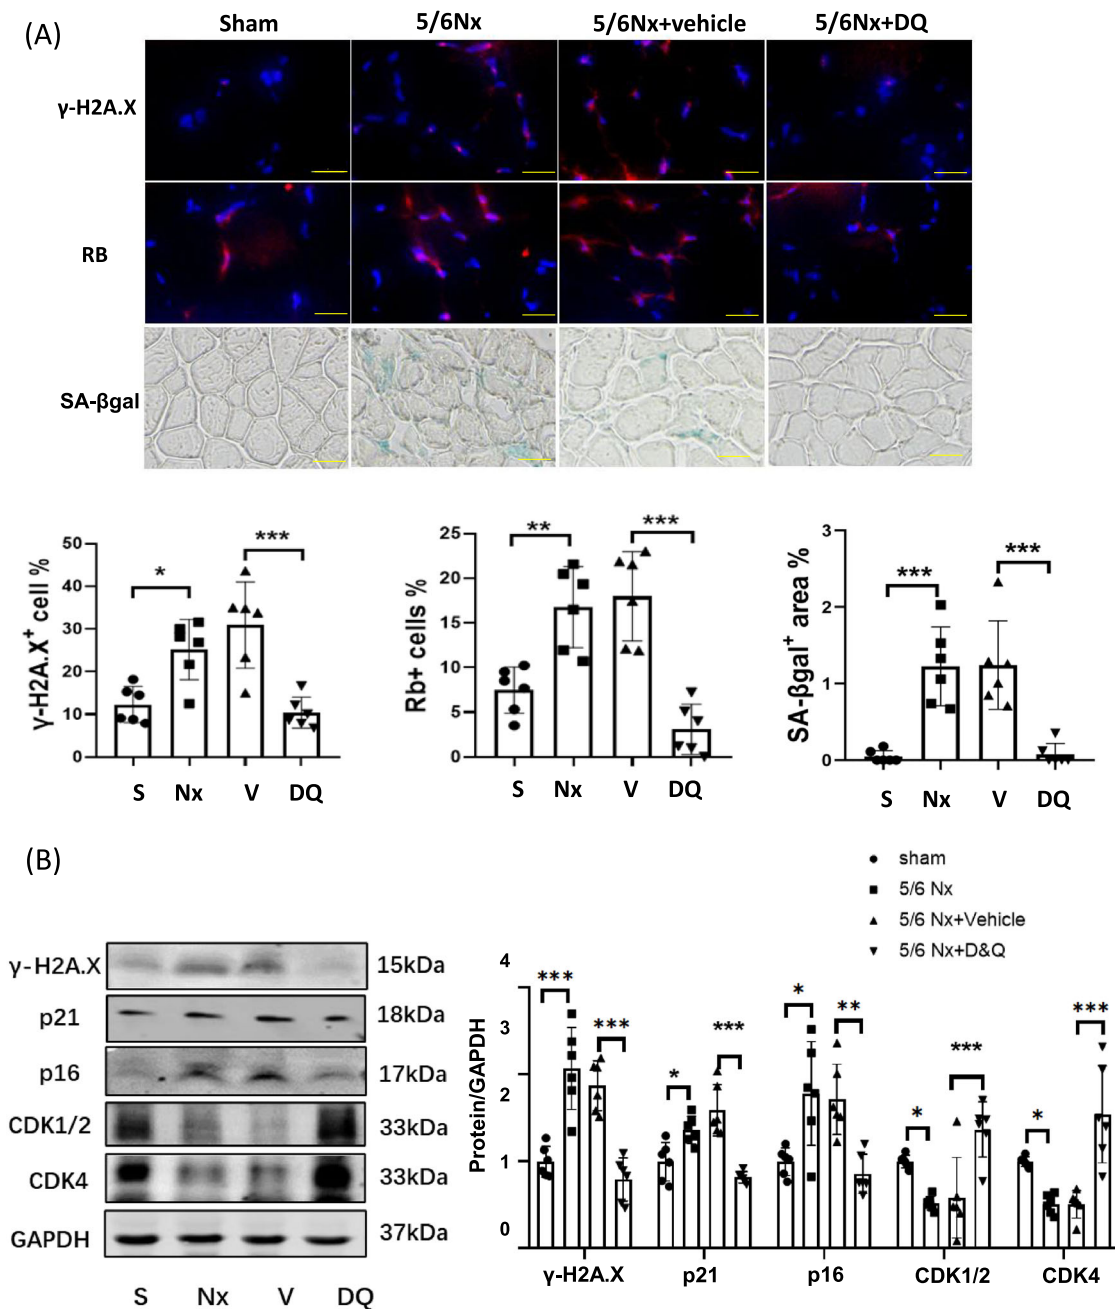 (A)
Sham 5/6Nx 5/6Nx+vehicle 5/6Nx+DQ
γ-H2A.X
RB
SA-βgal
γ-H2A.X⁺ cell %
50
40
30
20
10
0
* ***
S Nx V DQ
Rb+ cells %
25
20
15
10
5
0
** ***
S Nx V DQ
SA-βgal⁺ area %
3
2
1
0
*** ***
S Nx V DQ
(B)
γ-H2A.X 15kDa
p21 18kDa
p16 17kDa
CDK1/2 33kDa
CDK4 33kDa
GAPDH 37kDa
S Nx V DQ
sham
5/6 Nx
5/6 Nx+Vehicle
5/6 Nx+D&Q
Protein/GAPDH
4
3
2
1
0
*** *** * *** * ** * *** * ***
γ-H2A.X p21 p16 CDK1/2 CDK4